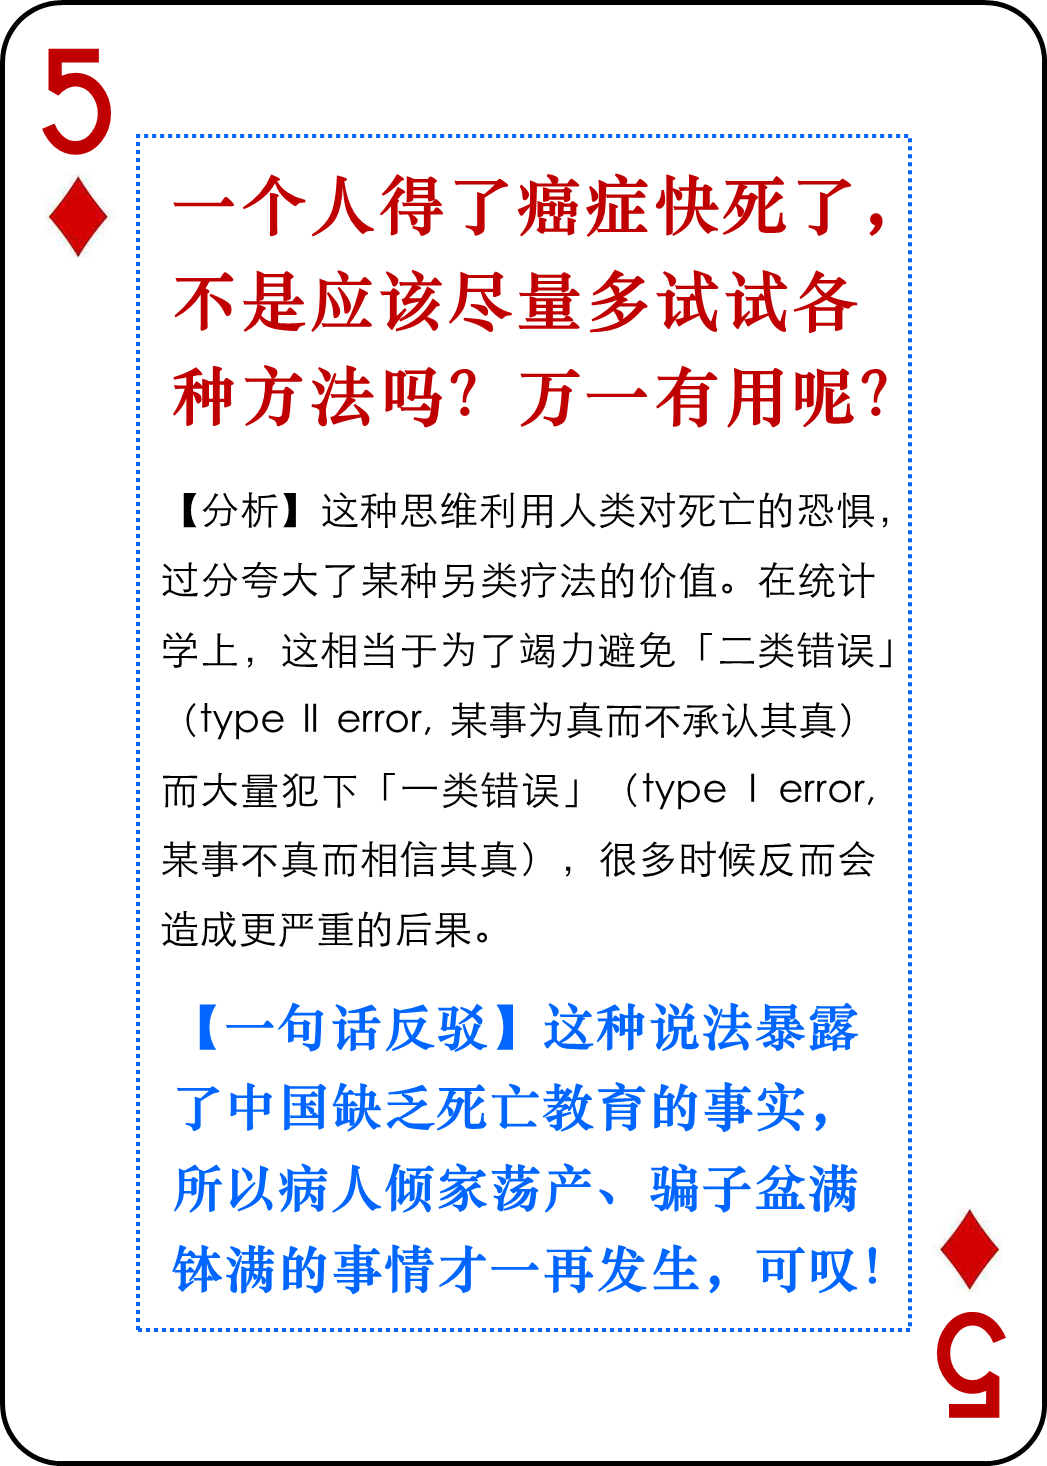 5
一个人得了癌症快死了，
不是应该尽量多试试各
种方法吗？万一有用呢？
【分析】这种思维利用人类对死亡的恐惧，
过分夸大了某种另类疗法的价值。在统计
学上，这相当于为了竭力避免「二类错误」
（type II error, 某事为真而不承认其真）
而大量犯下「一类错误」（type I error,
某事不真而相信其真），很多时候反而会
造成更严重的后果。
【一句话反驳】这种说法暴露
了中国缺乏死亡教育的事实，
所以病人倾家荡产、骗子盆满
钵满的事情才一再发生，可叹！
5